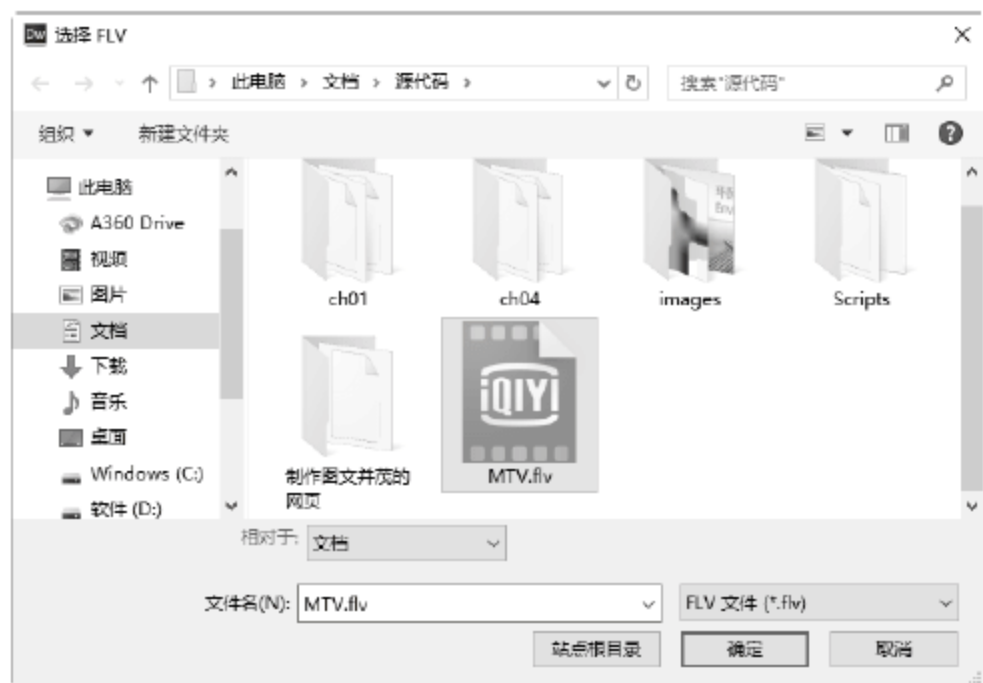 Dw 选择 FLV
此电脑 › 文档 › 源代码 ›
搜索"源代码"
组织
新建文件夹
此电脑
A360 Drive
视频
图片
文档
下载
音乐
桌面
Windows (C:)
软件 (D:)
ch01
ch04
images
Scripts
制作图文并茂的
网页
iQIYI
MTV.flv
相对于:
文档
文件名(N):
MTV.flv
FLV 文件 (*.flv)
站点根目录
确定
取消